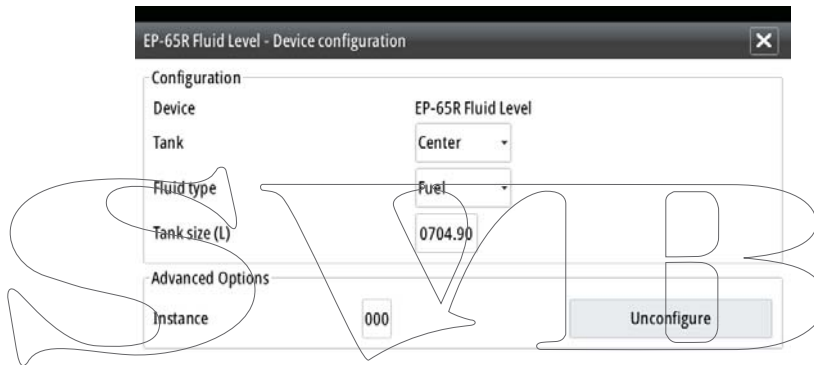 EP-65R Fluid Level - Device configuration
Configuration
Device EP-65R Fluid Level
Tank Center
Fluid type Fuel
Tank size (L) 0704.90
Advanced Options
Instance 000 Unconfigure
SVB